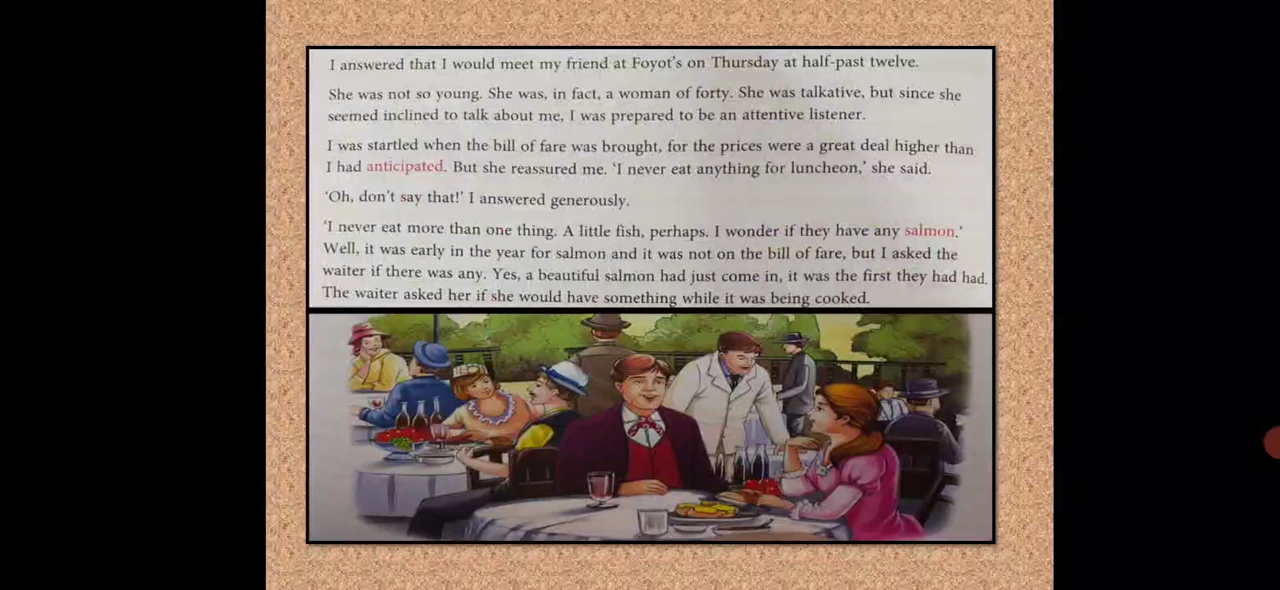 I answered that I would meet my friend at Foyot's on Thursday at half-past twelve.
She was not so young. She was, in fact, a woman of forty. She was talkative, but since she
seemed inclined to talk about me, I was prepared to be an attentive listener.
I was startled when the bill of fare was brought, for the prices were a great deal higher than
I had anticipated. But she reassured me. 'I never eat anything for luncheon,' she said.
'Oh, don't say that!' I answered generously.
'I never eat more than one thing. A little fish, perhaps. I wonder if they have any salmon.'
Well, it was early in the year for salmon and it was not on the bill of fare, but I asked the
waiter if there was any. Yes, a beautiful salmon had just come in, it was the first they had had.
The waiter asked her if she would have something while it was being cooked.